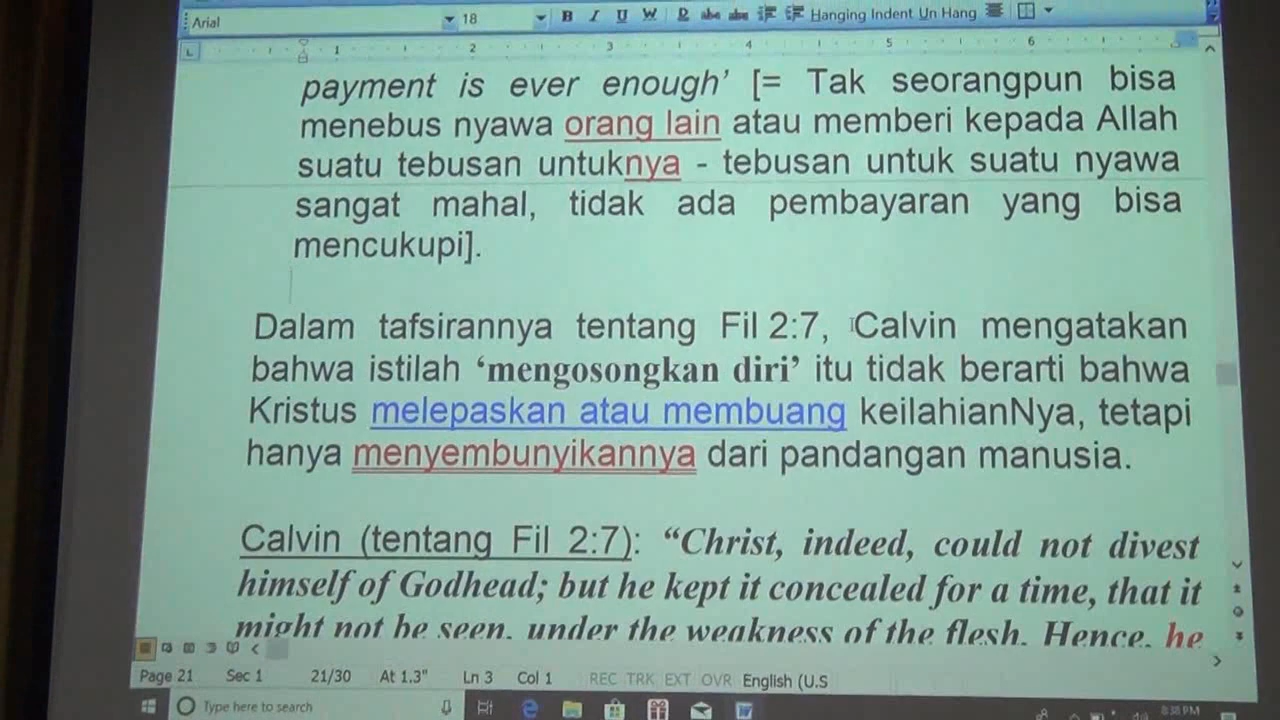 Arial 18 B I U W Hanging Indent Un Hang
1 2 3 4 5 6
payment is ever enough’ [= Tak seorangpun bisa
menebus nyawa orang lain atau memberi kepada Allah
suatu tebusan untuknya - tebusan untuk suatu nyawa
sangat mahal, tidak ada pembayaran yang bisa
mencukupi].
Dalam tafsirannya tentang Fil 2:7, Calvin mengatakan
bahwa istilah ‘mengosongkan diri’ itu tidak berarti bahwa
Kristus melepaskan atau membuang keilahianNya, tetapi
hanya menyembunyikannya dari pandangan manusia.
Calvin (tentang Fil 2:7): “Christ, indeed, could not divest
himself of Godhead; but he kept it concealed for a time, that it
might not be seen, under the weakness of the flesh. Hence, he
Page 21 Sec 1 21/30 At 1.3" Ln 3 Col 1 REC TRK EXT OVR English (U.S
Type here to search